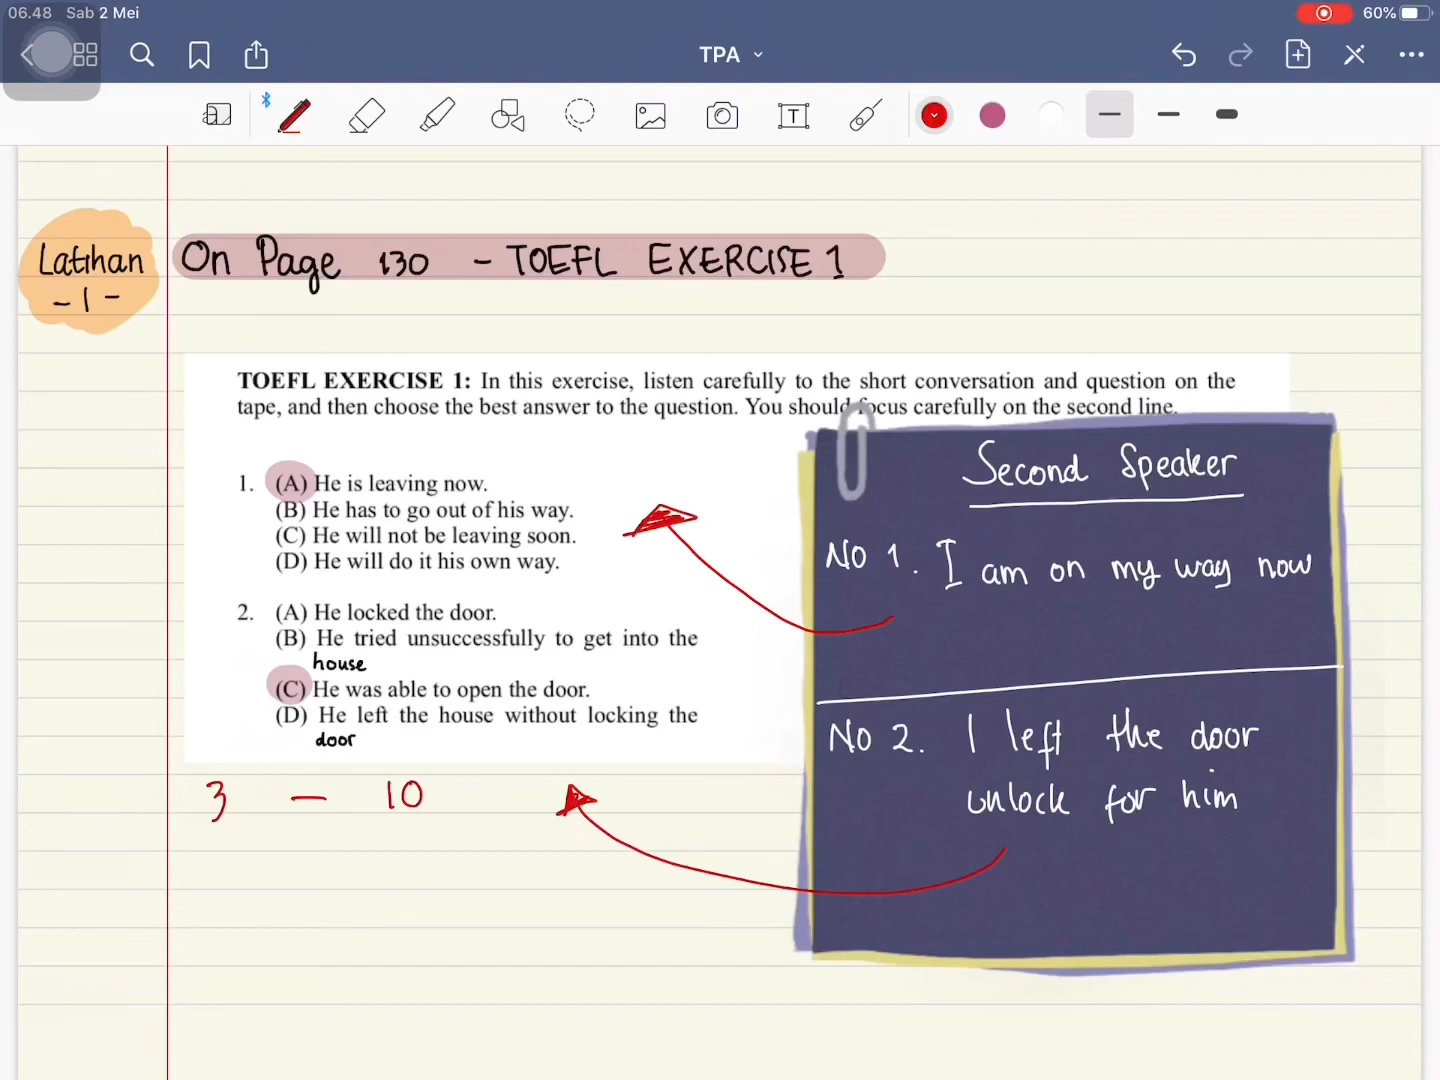 06.48 Sab 2 Mei
60%
TPA
T
Latihan
- 1 -
On Page 130 - TOEFL EXERCISE 1
TOEFL EXERCISE 1: In this exercise, listen carefully to the short conversation and question on the
tape, and then choose the best answer to the question. You should focus carefully on the second line.
1. (A) He is leaving now.
(B) He has to go out of his way.
(C) He will not be leaving soon.
(D) He will do it his own way.
2. (A) He locked the door.
(B) He tried unsuccessfully to get into the
house
(C) He was able to open the door.
(D) He left the house without locking the
door
3 - 10
Second Speaker
No 1. I am on my way now
No 2. I left the door
unlock for him